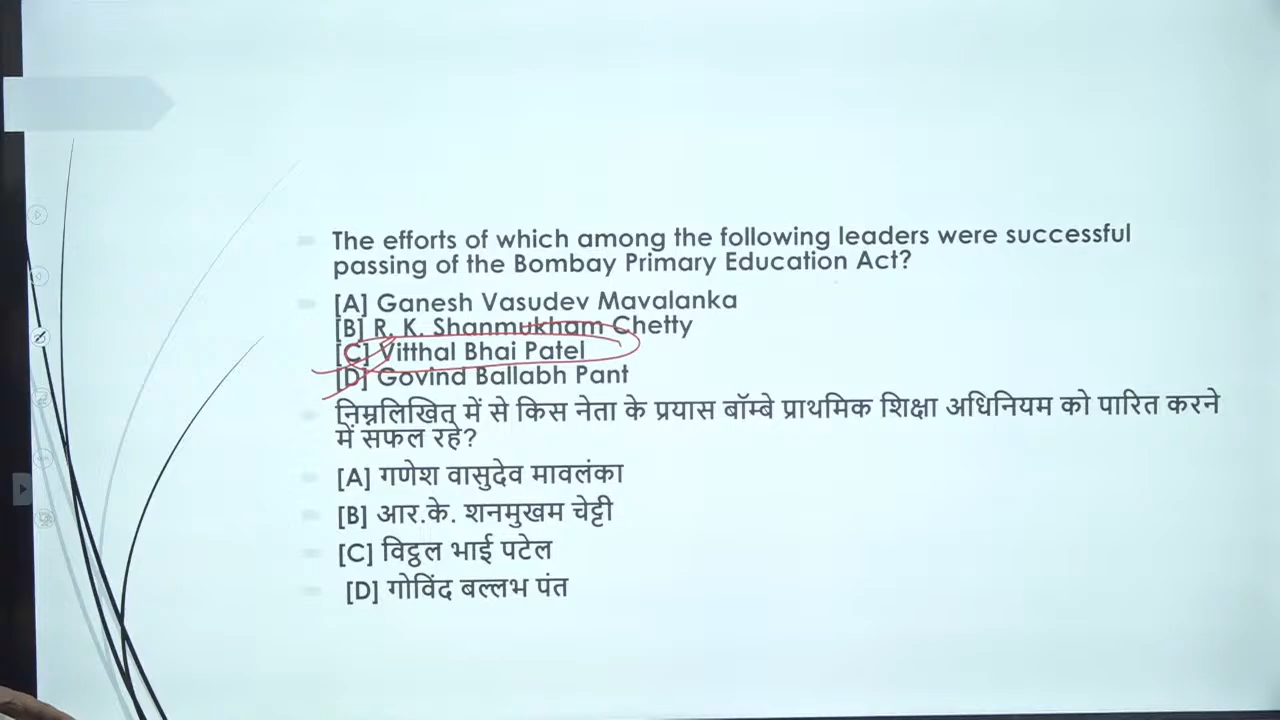 The efforts of which among the following leaders were successful
passing of the Bombay Primary Education Act?
[A] Ganesh Vasudev Mavalanka
[B] R. K. Shanmukham Chetty
[C] Vitthal Bhai Patel
[D] Govind Ballabh Pant
निम्नलिखित में से किस नेता के प्रयास बॉम्बे प्राथमिक शिक्षा अधिनियम को पारित करने
में सफल रहे?
[A] गणेश वासुदेव मावलंका
[B] आर.के. शनमुखम चेट्टी
[C] विट्ठल भाई पटेल
[D] गोविंद बल्लभ पंत